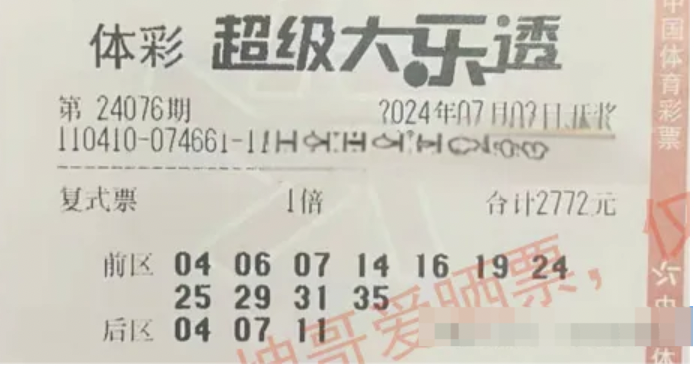 体彩 超级大乐透
第 24076期 2024年07月03日开奖
110410-074661-11
复式票 1倍 合计2772元
前区 04 06 07 14 16 19 24
25 29 31 35
后区 04 07 11
坤哥爱晒票，仅
中国体育彩票
中
体